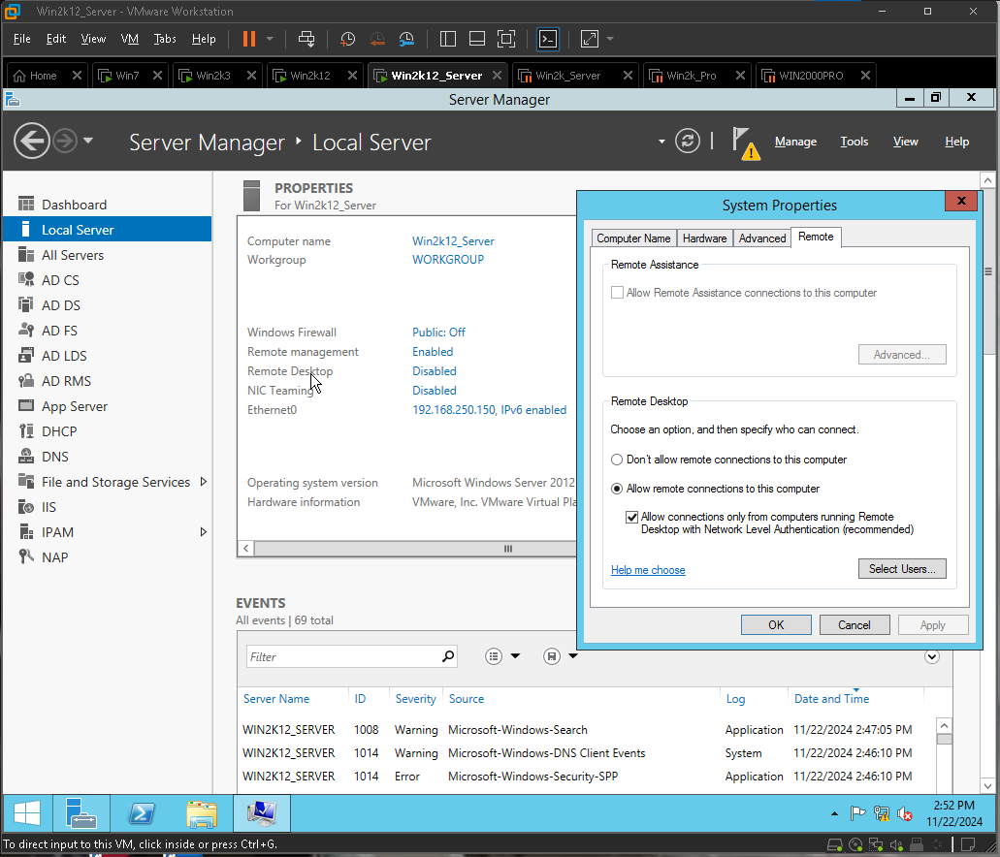 Win2k12_Server - VMware Workstation
File Edit View VM Tabs Help
Home Win7 Win2k3 Win2k12 Win2k12_Server Win2k_Server Win2k_Pro WIN2000PRO
Server Manager
Server Manager Local Server
Manage Tools View Help
Dashboard
Local Server
All Servers
AD CS
AD DS
AD FS
AD LDS
AD RMS
App Server
DHCP
DNS
File and Storage Services
IIS
IPAM
NAP
PROPERTIES
For Win2k12_Server
Computer name Win2k12_Server
Workgroup WORKGROUP
Windows Firewall Public: Off
Remote management Enabled
Remote Desktop Disabled
NIC Teaming Disabled
Ethernet0 192.168.250.150, IPv6 enabled
Operating system version Microsoft Windows Server 2012
Hardware information VMware, Inc. VMware Virtual Pla
System Properties
Computer Name Hardware Advanced Remote
Remote Assistance
Allow Remote Assistance connections to this computer
Advanced...
Remote Desktop
Choose an option, and then specify who can connect.
Don't allow remote connections to this computer
Allow remote connections to this computer
Allow connections only from computers running Remote
Desktop with Network Level Authentication (recommended)
Help me choose
Select Users...
OK Cancel Apply
EVENTS
All events | 69 total
Filter
Server Name ID Severity Source Log Date and Time
WIN2K12_SERVER 1008 Warning Microsoft-Windows-Search Application 11/22/2024 2:47:05 PM
WIN2K12_SERVER 1014 Warning Microsoft-Windows-DNS Client Events System 11/22/2024 2:46:10 PM
WIN2K12_SERVER 1014 Error Microsoft-Windows-Security-SPP Application 11/22/2024 2:46:10 PM
2:52 PM
11/22/2024
To direct input to this VM, click inside or press Ctrl+G.